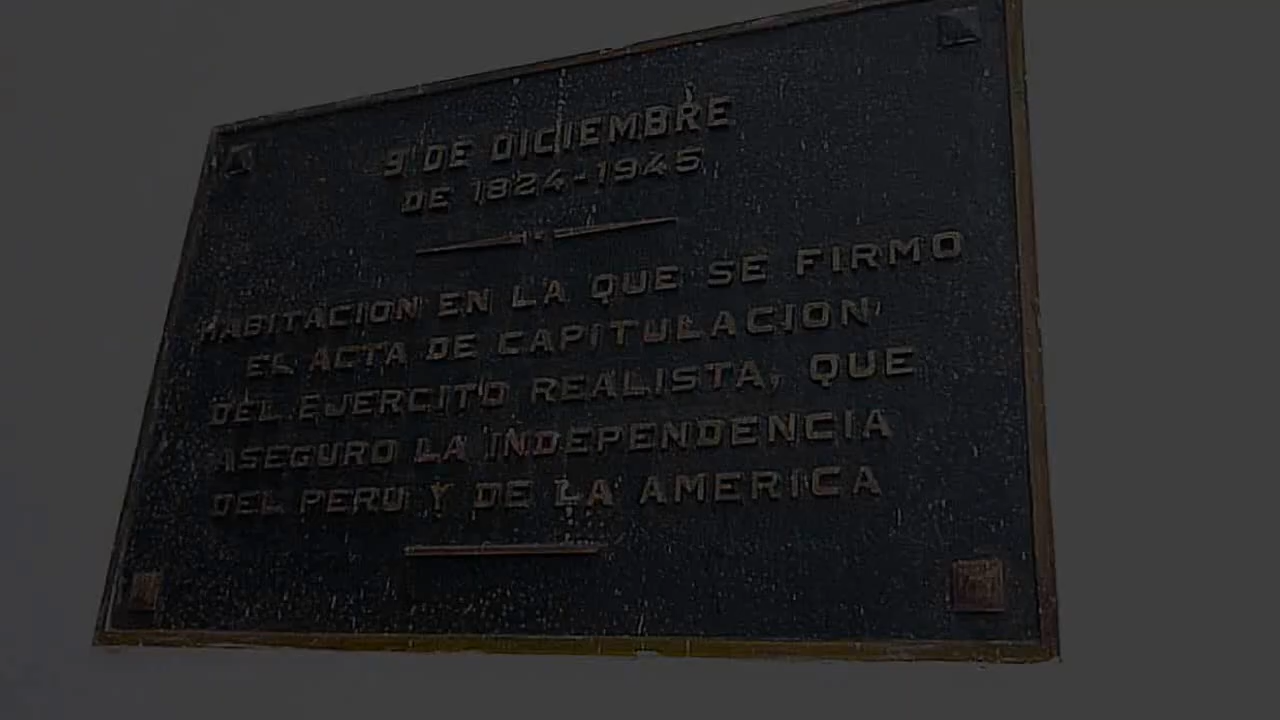 9 DE DICIEMBRE
DE 1824-1945
HABITACION EN LA QUE SE FIRMO
EL ACTA DE CAPITULACION
DEL EJERCITO REALISTA, QUE
ASEGURO LA INDEPENDENCIA
DEL PERU Y DE LA AMERICA